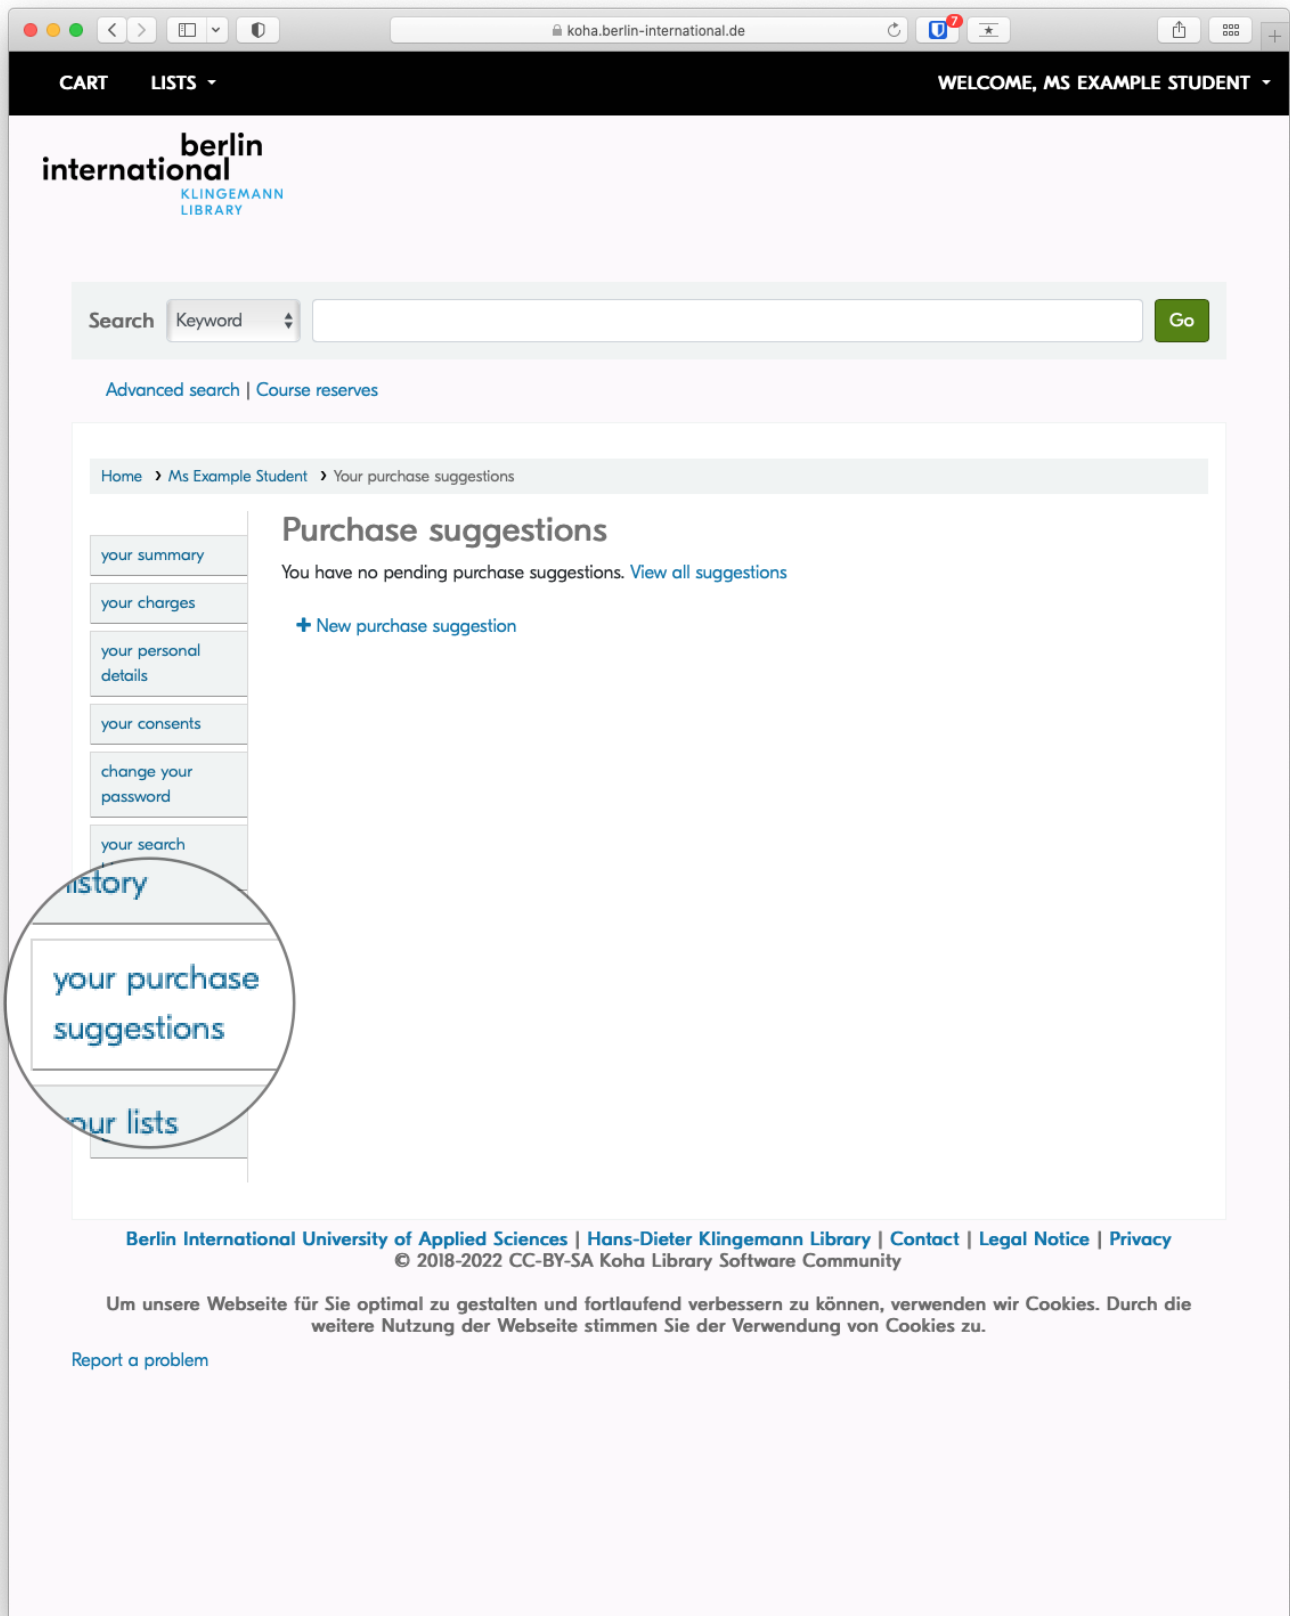 koha.berlin-international.de
7
CART LISTS WELCOME, MS EXAMPLE STUDENT
berlin
international
KLINGEMANN
LIBRARY
Search Keyword Go
Advanced search | Course reserves
Home › Ms Example Student › Your purchase suggestions
Purchase suggestions
You have no pending purchase suggestions. View all suggestions
+ New purchase suggestion
your summary
your charges
your personal
details
your consents
change your
password
your search
history
your purchase
suggestions
your lists
Berlin International University of Applied Sciences | Hans-Dieter Klingemann Library | Contact | Legal Notice | Privacy
© 2018-2022 CC-BY-SA Koha Library Software Community
Um unsere Webseite für Sie optimal zu gestalten und fortlaufend verbessern zu können, verwenden wir Cookies. Durch die
weitere Nutzung der Webseite stimmen Sie der Verwendung von Cookies zu.
Report a problem